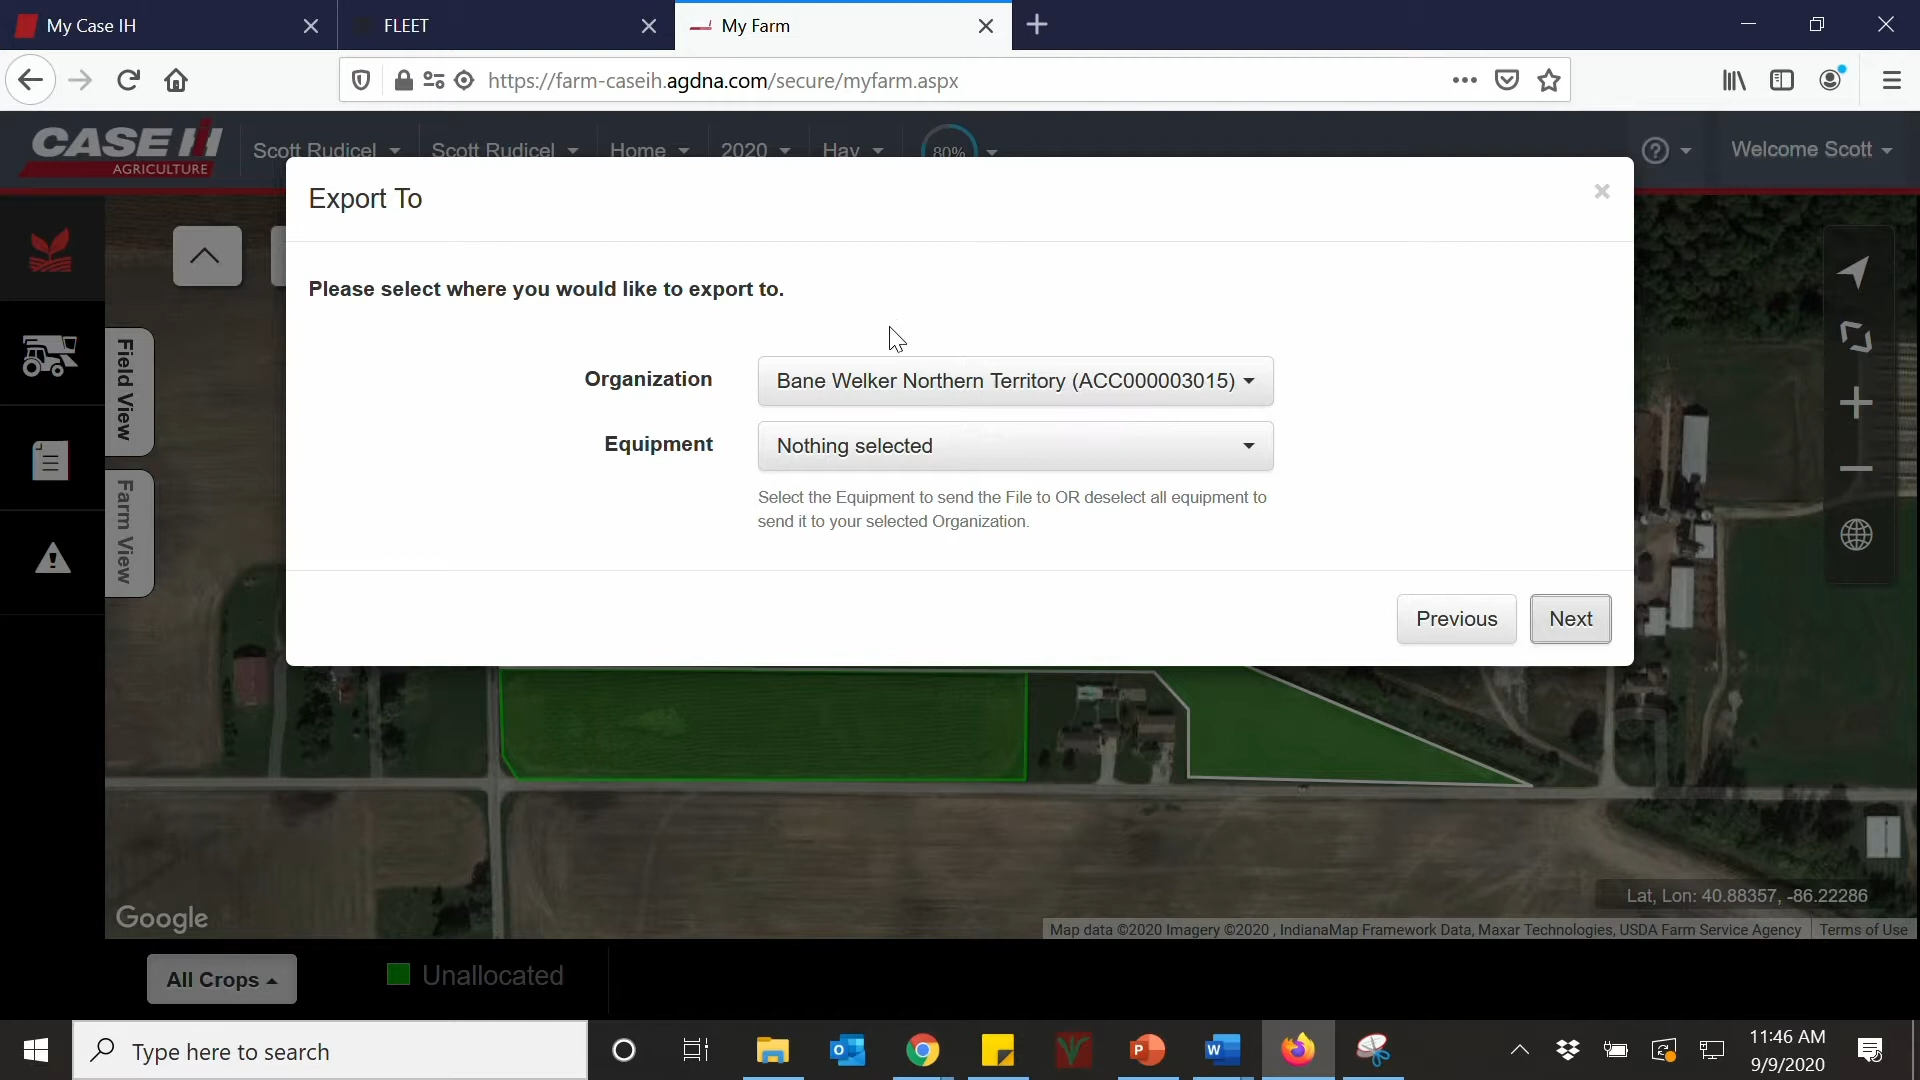 My Case IH
FLEET
My Farm
https://farm-caseih.agdna.com/secure/myfarm.aspx
CASE IH
AGRICULTURE
Scott Rudicel
Scott Rudicel
Home
2020
Hay
80%
Welcome Scott
Export To
Please select where you would like to export to.
Organization
Bane Welker Northern Territory (ACC000003015)
Equipment
Nothing selected
Select the Equipment to send the File to OR deselect all equipment to
send it to your selected Organization.
Previous
Next
Field View
Farm View
Lat, Lon: 40.88357, -86.22286
Google
Map data ©2020 Imagery ©2020 , IndianaMap Framework Data, Maxar Technologies, USDA Farm Service Agency
Terms of Use
All Crops
Unallocated
Type here to search
11:46 AM
9/9/2020